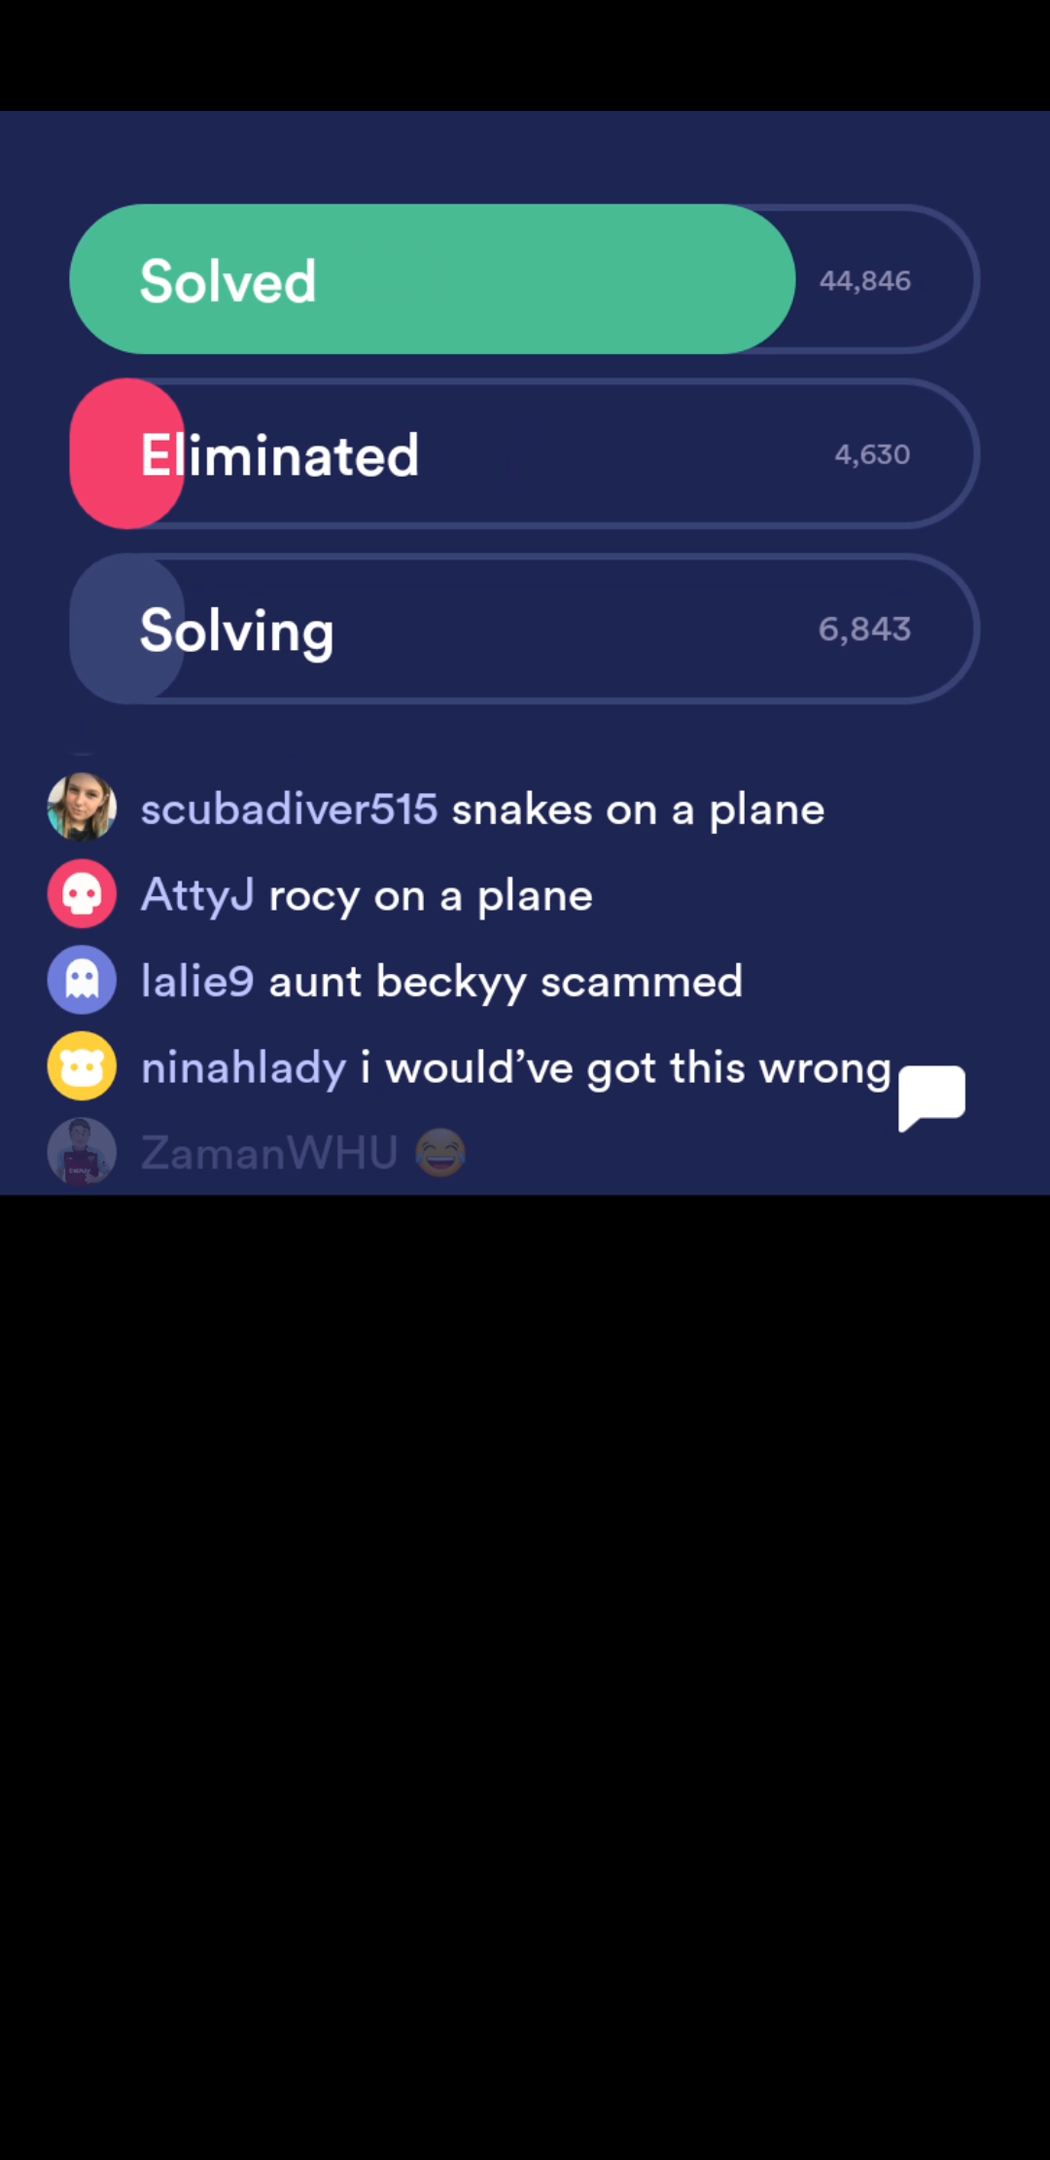 Solved 44,846
Eliminated 4,630
Solving 6,843
scubadiver515 snakes on a plane
AttyJ rocy on a plane
lalie9 aunt beckyy scammed
ninahlady i would’ve got this wrong
ZamanWHU 😂